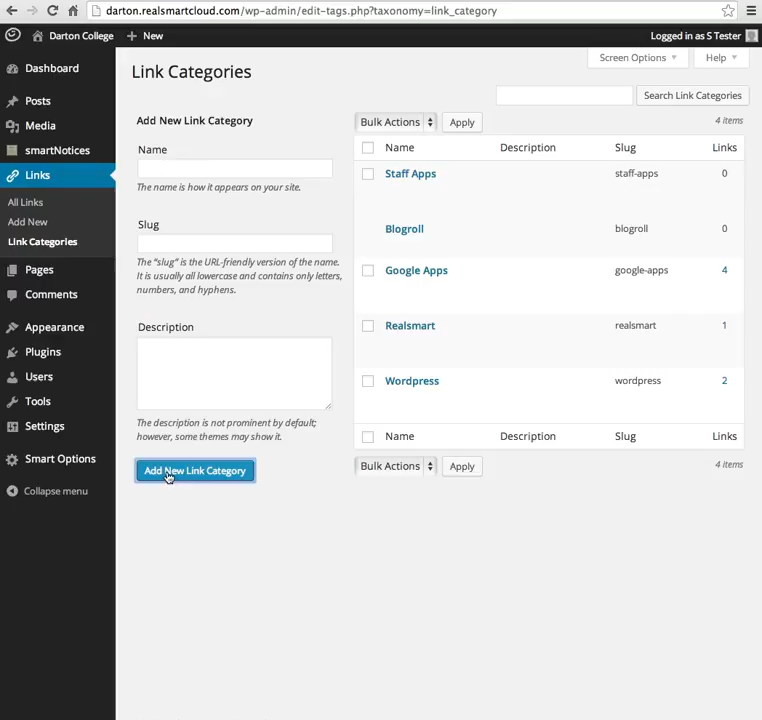 darton.realsmartcloud.com/wp-admin/edit-tags.php?taxonomy=link_category
Darton College
New
Logged in as S Tester
Dashboard
Posts
Media
smartNotices
Links
All Links
Add New
Link Categories
Pages
Comments
Appearance
Plugins
Users
Tools
Settings
Smart Options
Collapse menu
Link Categories
Screen Options
Help
Search Link Categories
Add New Link Category
Name
The name is how it appears on your site.
Slug
The “slug” is the URL-friendly version of the name.
It is usually all lowercase and contains only letters,
numbers, and hyphens.
Description
The description is not prominent by default;
however, some themes may show it.
Add New Link Category
Bulk Actions Apply 4 items
Name Description Slug Links
Staff Apps staff-apps 0
Blogroll blogroll 0
Google Apps google-apps 4
Realsmart realsmart 1
Wordpress wordpress 2
Name Description Slug Links
Bulk Actions Apply 4 items